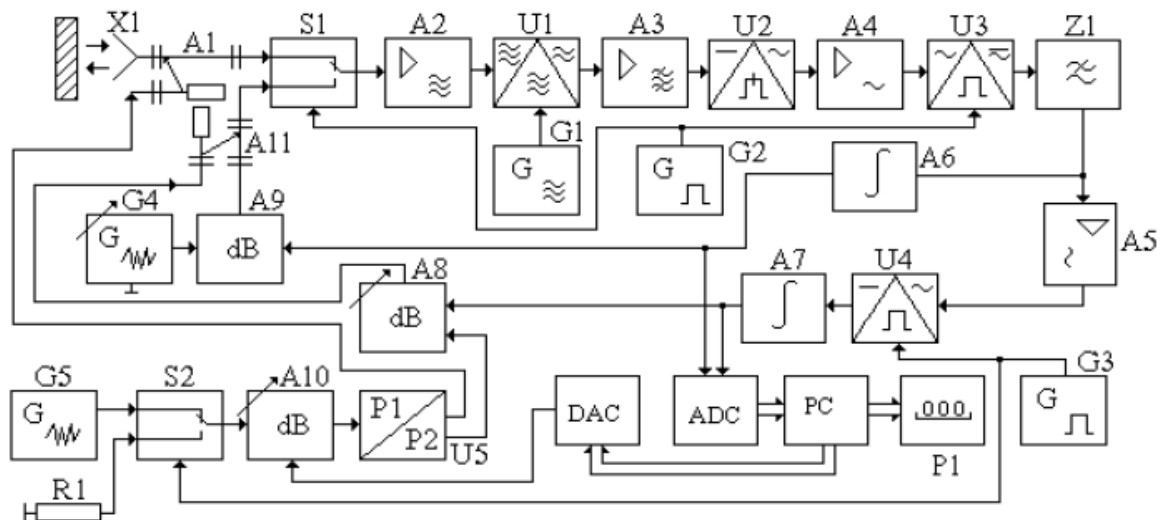 X1 A1 S1 A2 U1 A3 U2 A4 U3 Z1
A11 G1 G2 A6
G G
G4 A9
G dB A5
A8 A7 U4
dB
G5 S2 A10 G3
G dB P1 P2 DAC ADC PC 000 G
U5 P1
R1